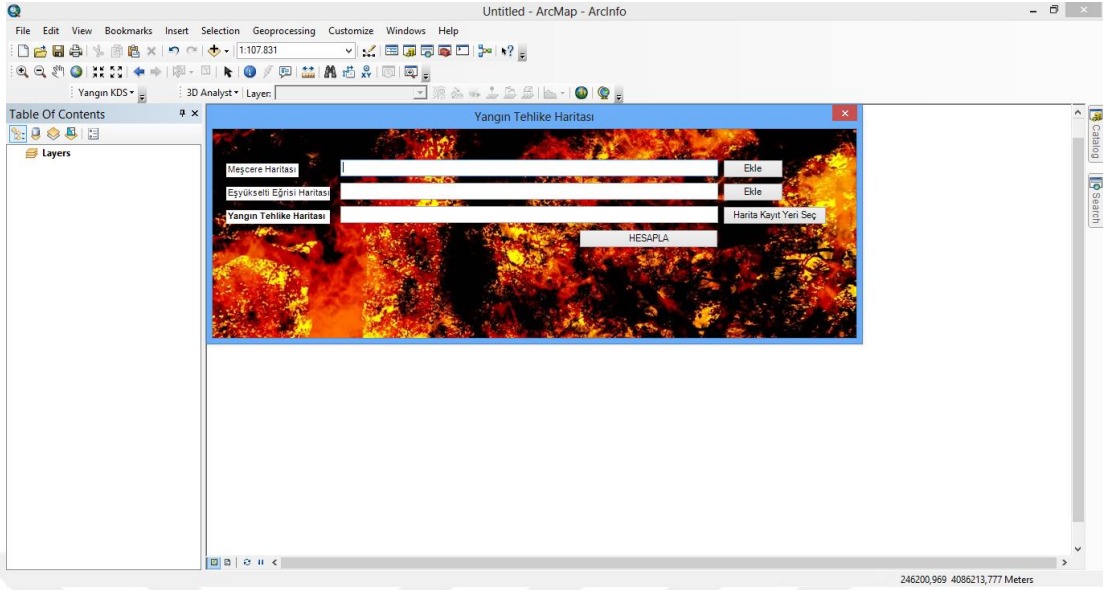 Untitled - ArcMap - ArcInfo
File Edit View Bookmarks Insert Selection Geoprocessing Customize Windows Help
1:107.831
Yangın KDS 3D Analyst Layer:
Table Of Contents
Layers
Yangın Tehlike Haritası
Meşcere Haritası Ekle
Eşyükselti Eğrisi Haritası Ekle
Yangın Tehlike Haritası Harita Kayıt Yeri Seç
HESAPLA
Catalog
Search
246200,969 4086213,777 Meters